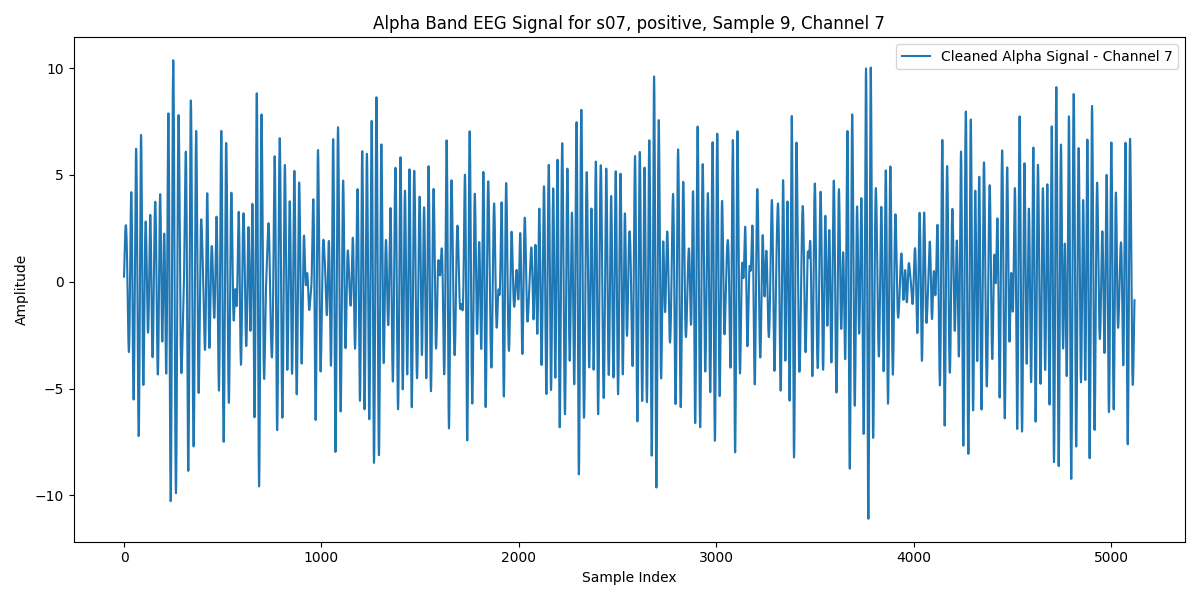 Alpha Band EEG Signal for s07, positive, Sample 9, Channel 7
Cleaned Alpha Signal - Channel 7
Amplitude
10
5
0
−5
−10
0 1000 2000 3000 4000 5000
Sample Index